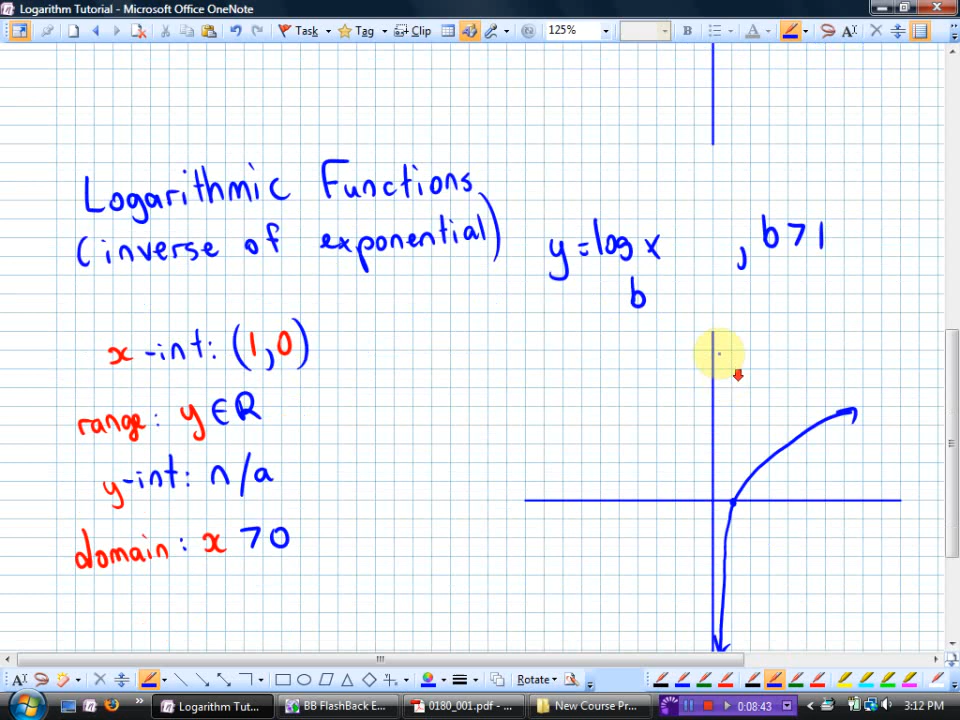 Logarithm Tutorial - Microsoft Office OneNote
Task Tag Clip 125% B A A
Logarithmic Functions
(inverse of exponential)
y=log x , b>1
b
x-int: (1,0)
range: y∈R
y-int: n/a
domain: x >0
A Rotate
Logarithm Tut... BB FlashBack E... 0180_001.pdf - ... New Course Pr... 0:08:43 3:12 PM